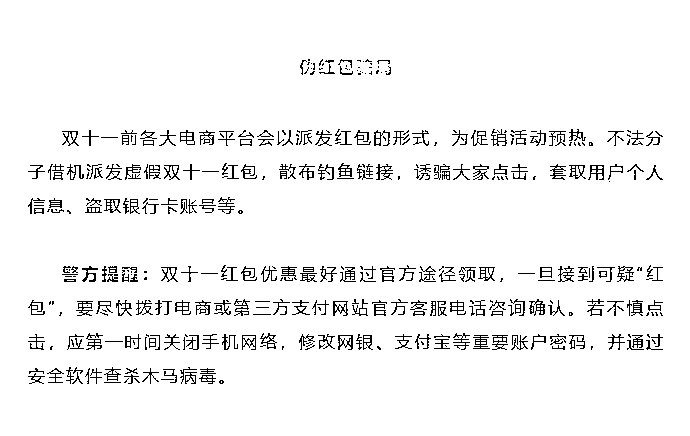 伪红包骗局
双十一前各大电商平台会以派发红包的形式，为促销活动预热。不法分
子借机派发虚假双十一红包，散布钓鱼链接，诱骗大家点击，套取用户个人
信息、盗取银行卡账号等。
警方提醒：双十一红包优惠最好通过官方途径领取，一旦接到可疑“红
包”，要尽快拨打电商或第三方支付网站官方客服电话咨询确认。若不慎点
击，应第一时间关闭手机网络，修改网银、支付宝等重要账户密码，并通过
安全软件查杀木马病毒。